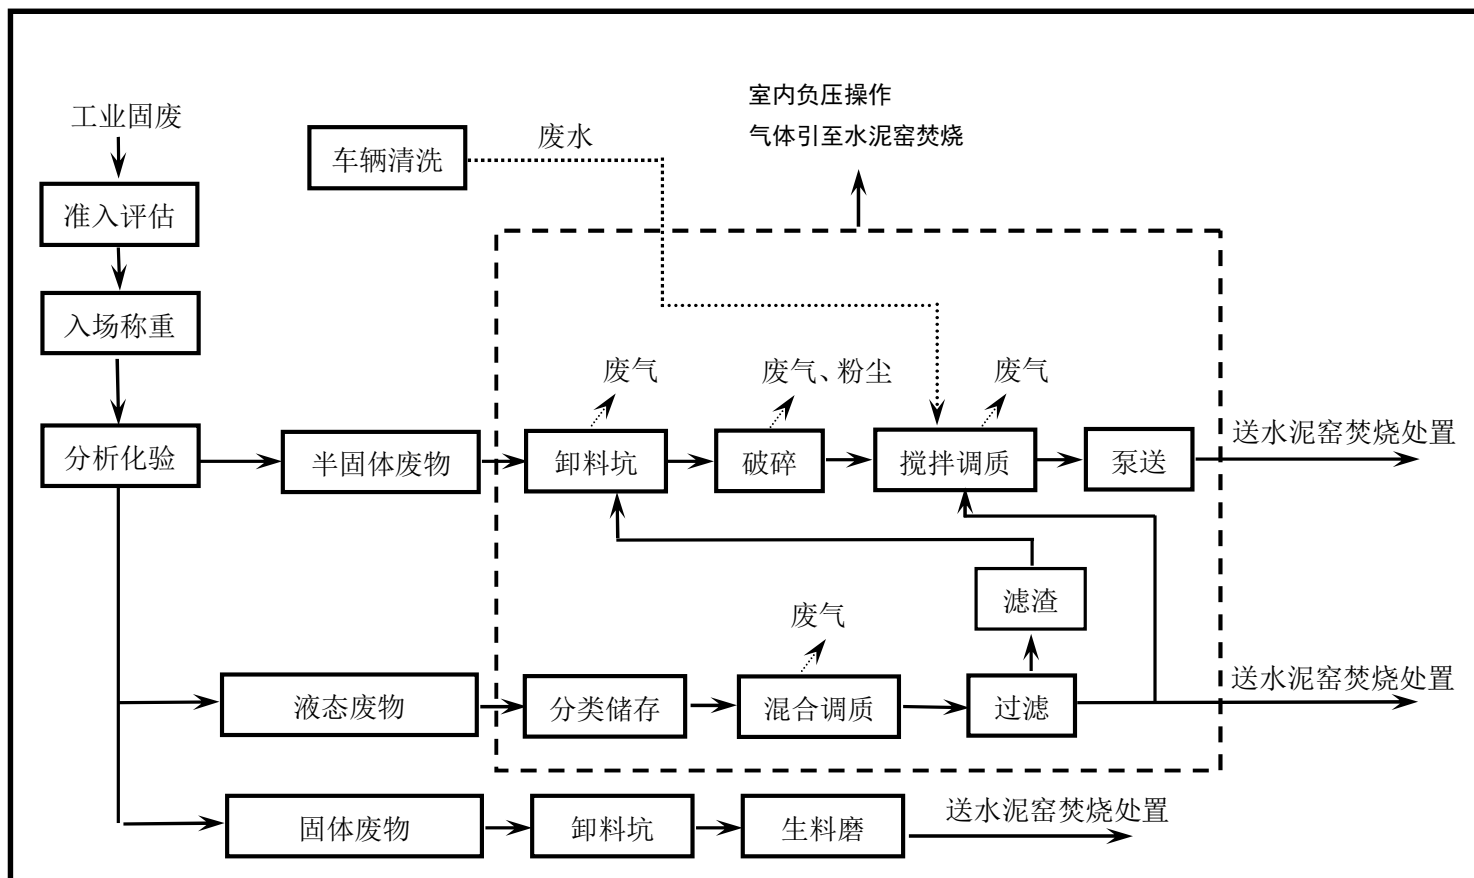 室内负压操作
气体引至水泥窑焚烧
工业固废
车辆清洗
废水
准入评估
入场称重
废气
废气、粉尘
废气
分析化验
半固体废物
卸料坑
破碎
搅拌调质
泵送
送水泥窑焚烧处置
滤渣
废气
液态废物
分类储存
混合调质
过滤
送水泥窑焚烧处置
固体废物
卸料坑
生料磨
送水泥窑焚烧处置